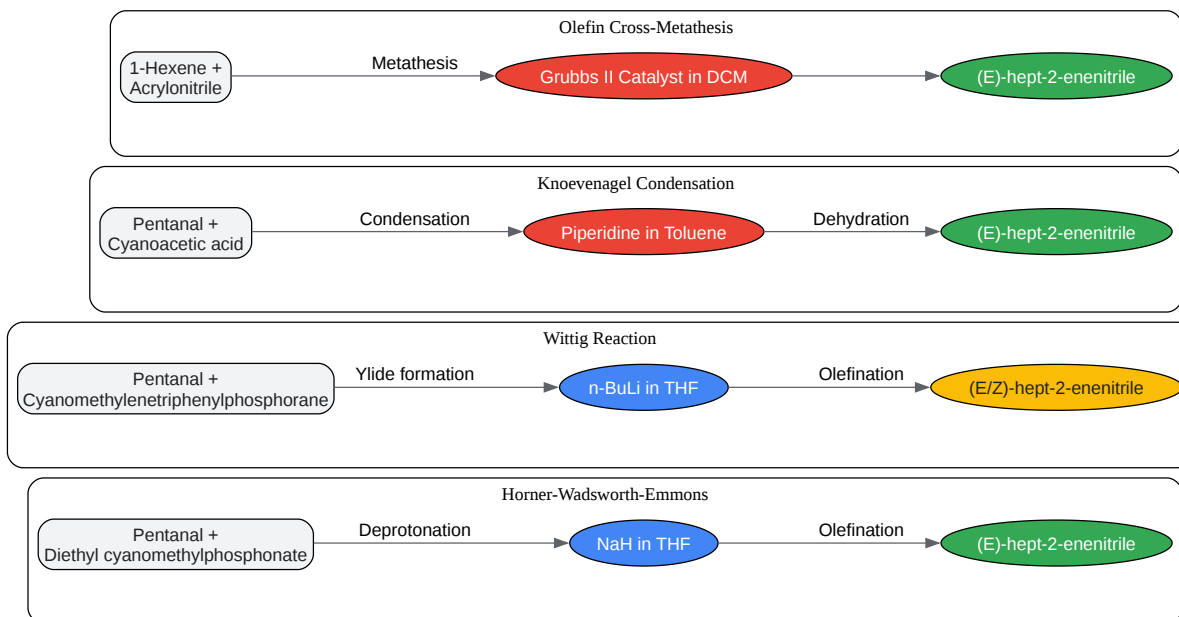 Olefin Cross-Metathesis
1-Hexene +
Acrylonitrile
Metathesis
Grubbs II Catalyst in DCM
(E)-hept-2-enenitrile
Knoevenagel Condensation
Pentanal +
Cyanoacetic acid
Condensation
Piperidine in Toluene
Dehydration
(E)-hept-2-enenitrile
Wittig Reaction
Pentanal +
Cyanomethylenetriphenylphosphorane
Ylide formation
n-BuLi in THF
Olefination
(E/Z)-hept-2-enenitrile
Horner-Wadsworth-Emmons
Pentanal +
Diethyl cyanomethylphosphonate
Deprotonation
NaH in THF
Olefination
(E)-hept-2-enenitrile